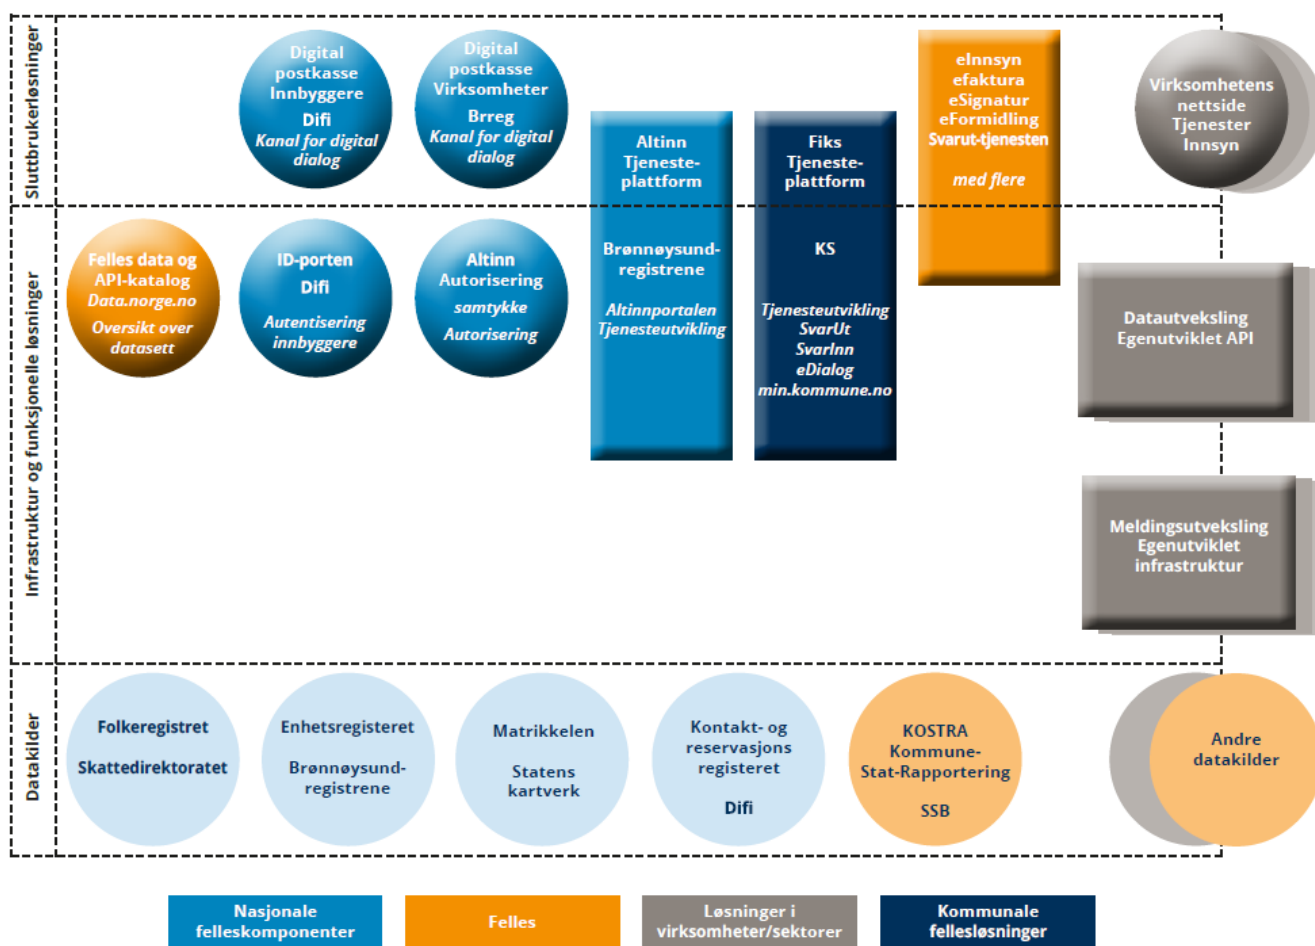 Sluttbrukerløsninger
Digital
postkasse
Innbyggere
Difi
Kanal for digital
dialog
Digital
postkasse
Virksomheter
Brreg
Kanal for digital
dialog
Altinn
Tjeneste-
plattform
Brønnøysund-
registrene
Altinnportalen
Tjenesteutvikling
Fiks
Tjeneste-
plattform
KS
Tjenesteutvikling
SvarUt
SvarInn
eDialog
min.kommune.no
eInnsyn
efaktura
eSignatur
eFormidling
Svarut-tjenesten
med flere
Virksomhetens
nettside
Tjenester
Innsyn
Infrastruktur og funksjonelle løsninger
Felles data og
API-katalog
Data.norge.no
Oversikt over
datasett
ID-porten
Difi
Autentisering
innbyggere
Altinn
Autorisering
samtykke
Autorisering
Datautveksling
Egenutviklet API
Meldingsutveksling
Egenutviklet
infrastruktur
Datakilder
Folkeregistret
Skattedirektoratet
Enhetsregisteret
Brønnøysund-
registrene
Matrikkelen
Statens
kartverk
Kontakt- og
reservasjons
registeret
Difi
KOSTRA
Kommune-
Stat-Rapportering
SSB
Andre
datakilder
Nasjonale
felleskomponenter
Felles
Løsninger i
virksomheter/sektorer
Kommunale
fellesløsninger